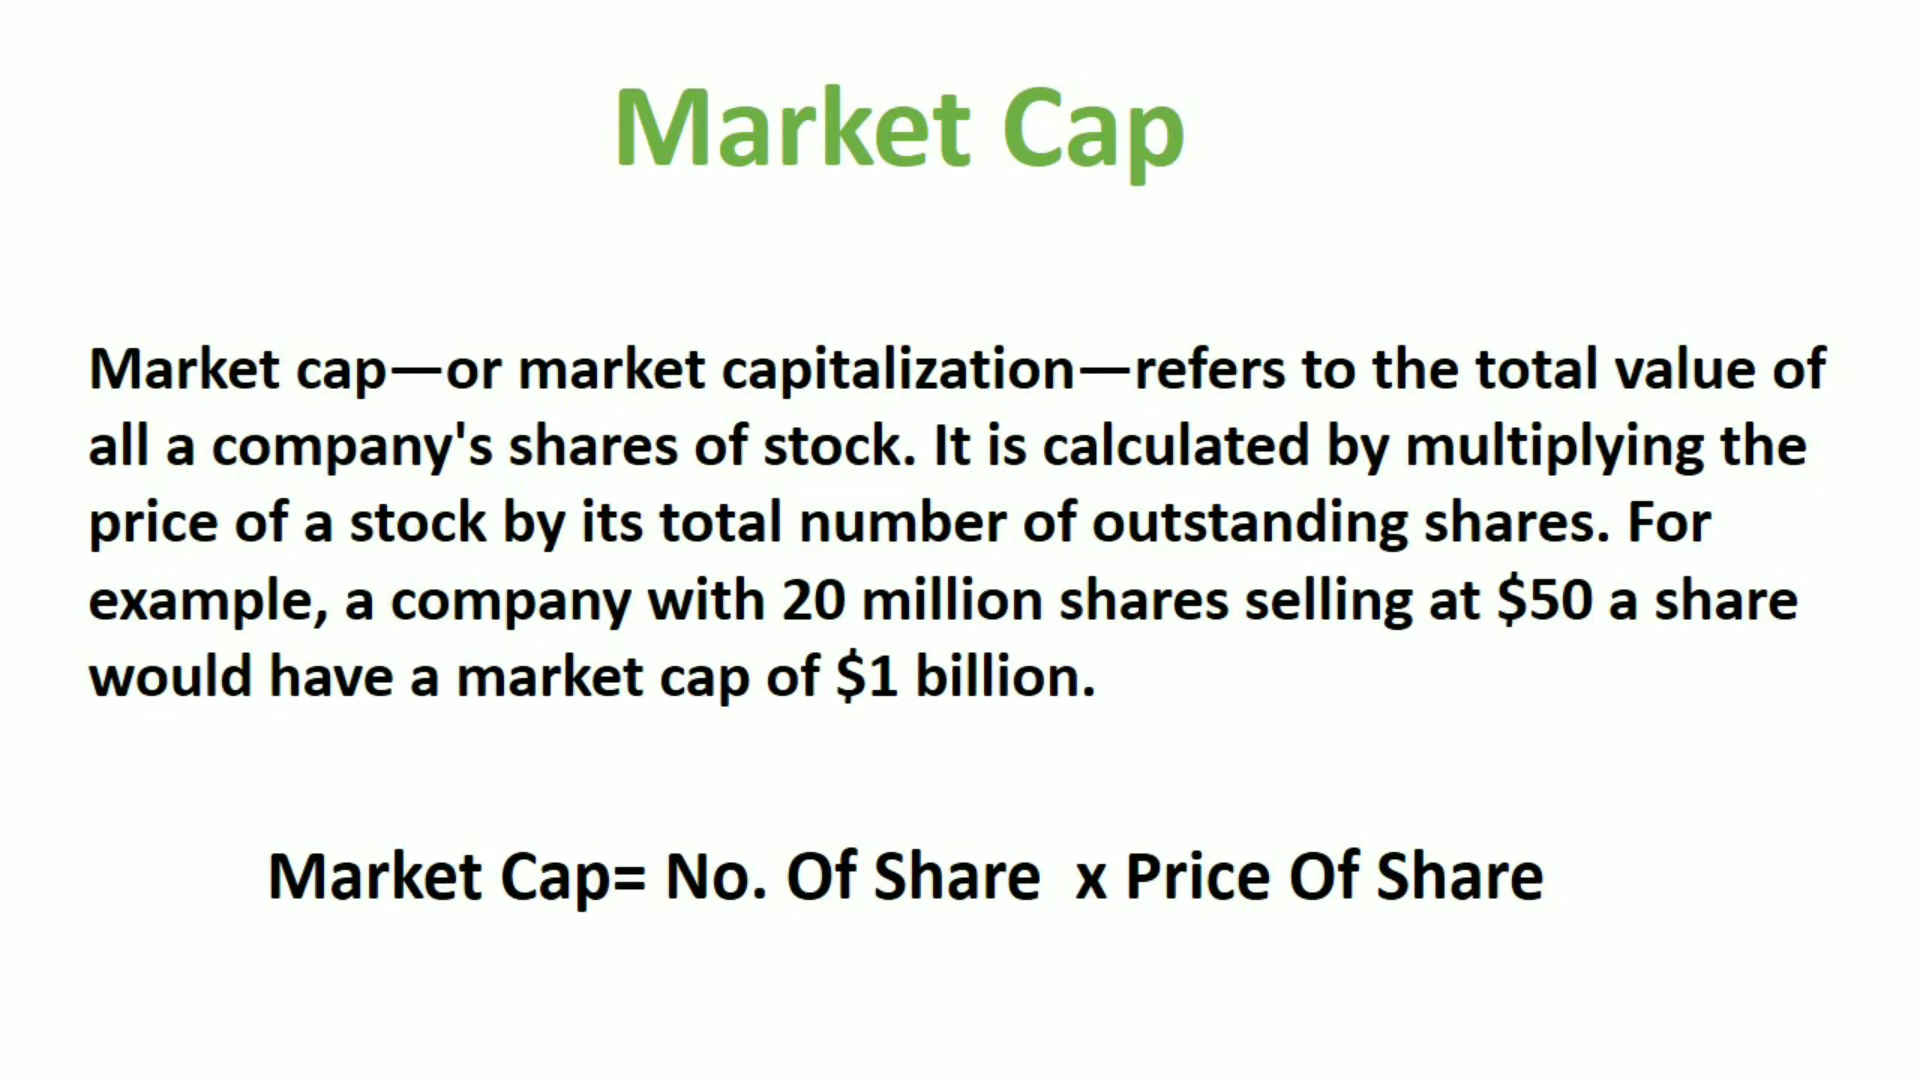 Market Cap
Market cap—or market capitalization—refers to the total value of
all a company's shares of stock. It is calculated by multiplying the
price of a stock by its total number of outstanding shares. For
example, a company with 20 million shares selling at $50 a share
would have a market cap of $1 billion.
Market Cap= No. Of Share  x Price Of Share